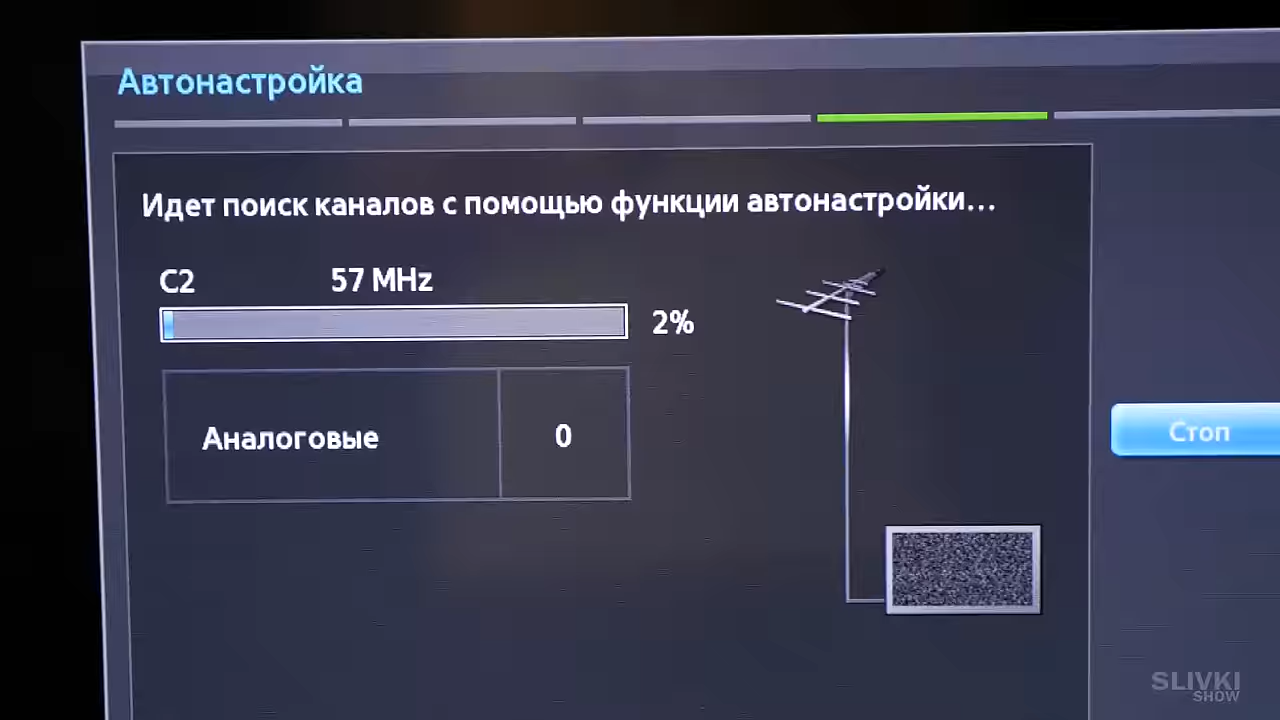 Автонастройка
Идет поиск каналов с помощью функции автонастройки...
C2 57 MHz
2%
Аналоговые 0
Стоп
SLIVKI
SHOW